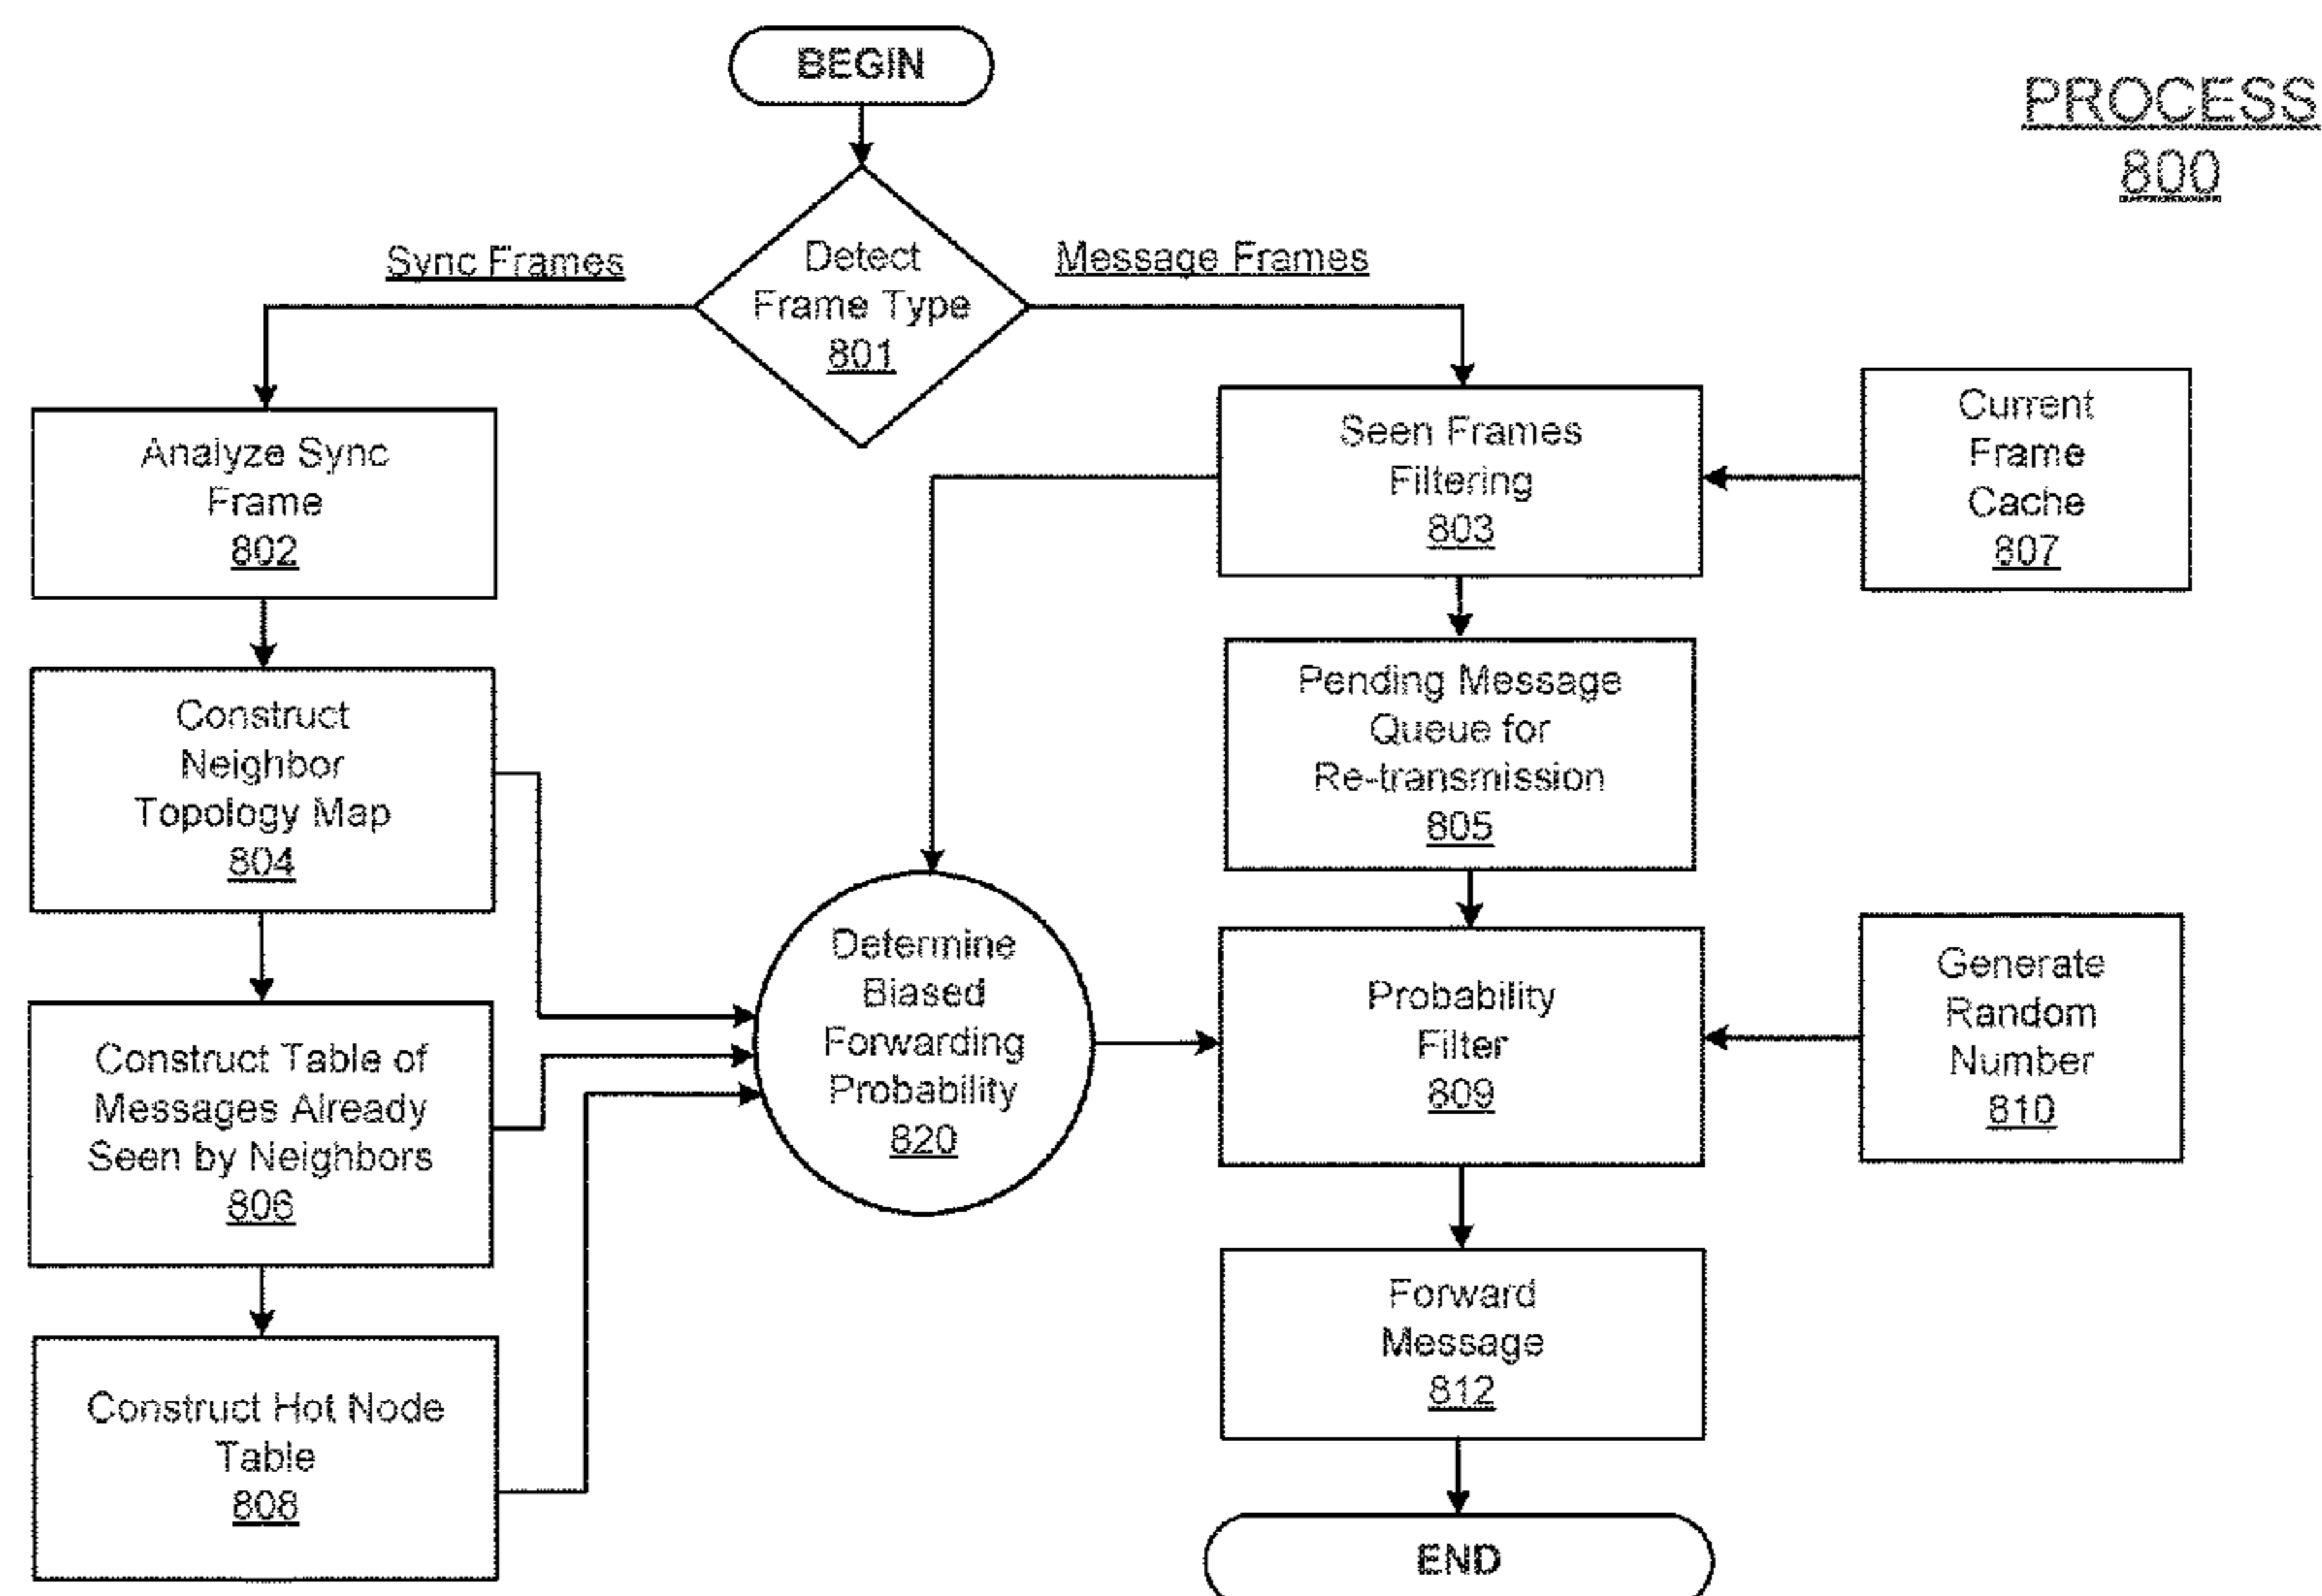 BEGIN
PROCESS
800
Sync Frames
Detect
Frame Type
801
Message Frames
Analyze Sync
Frame
802
Seen Frames
Filtering
803
Current
Frame
Cache
807
Construct
Neighbor
Topology Map
804
Pending Message
Queue for
Re-transmission
805
Construct Table of
Messages Already
Seen by Neighbors
806
Determine
Biased
Forwarding
Probability
820
Probability
Filter
809
Generate
Random
Number
810
Construct Hot Node
Table
808
Forward
Message
812
END